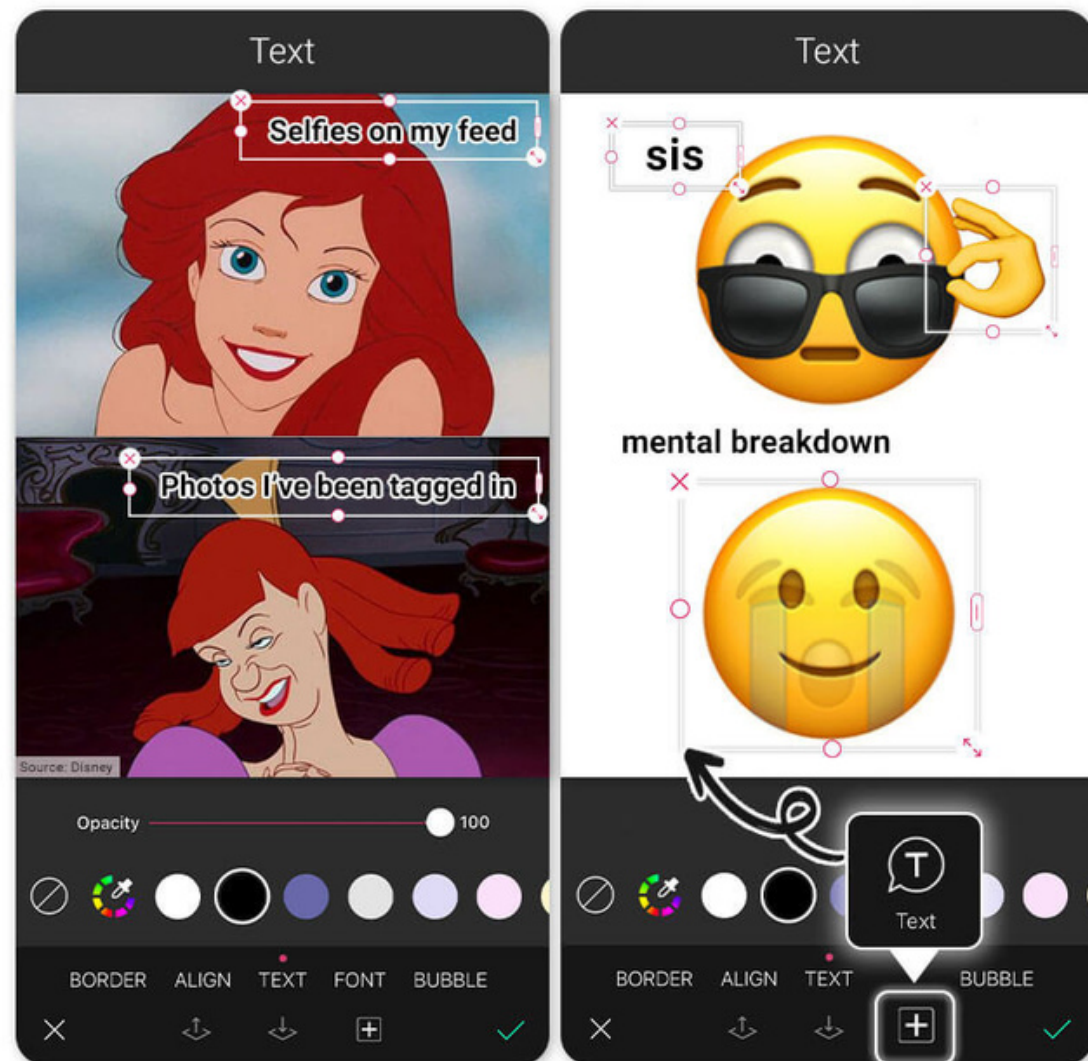 Text
Selfies on my feed
Photos I've been tagged in
Source: Disney
Opacity 100
BORDER ALIGN TEXT FONT BUBBLE
Text
sis
mental breakdown
T
Text
BORDER ALIGN TEXT BUBBLE